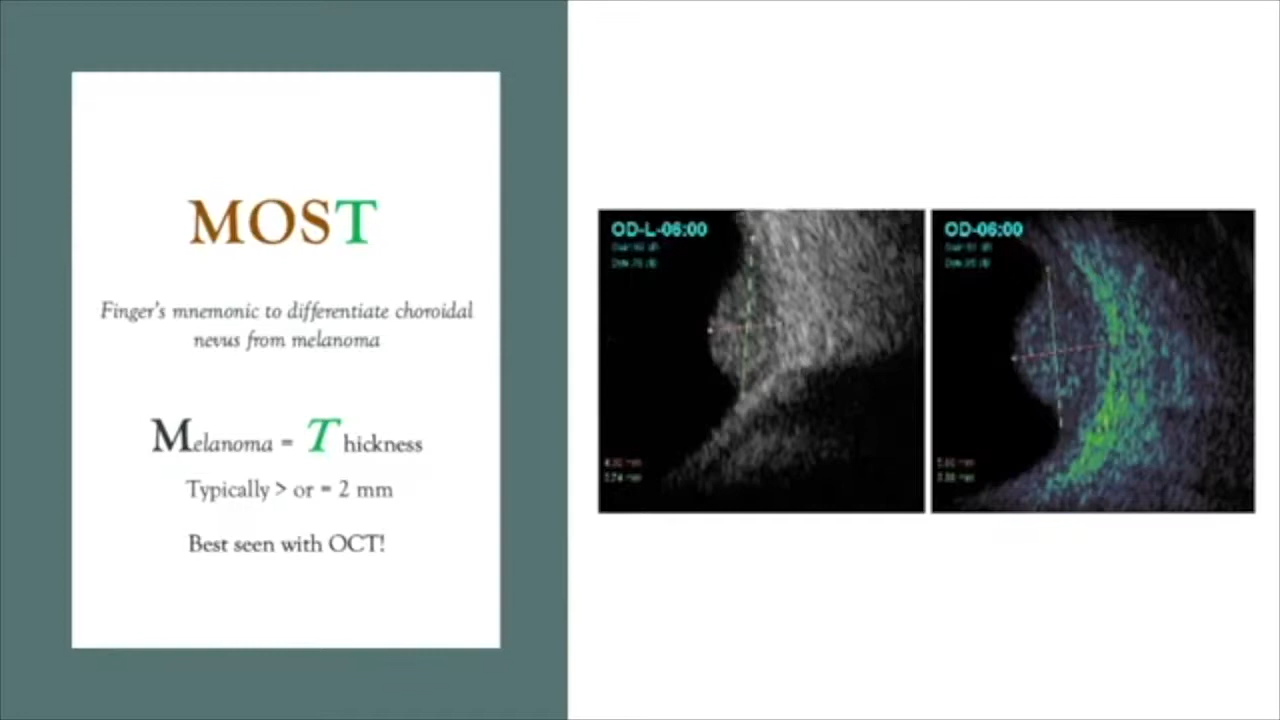 MOST
Finger's mnemonic to differentiate choroidal
nevus from melanoma
Melanoma = Thickness
Typically > or = 2 mm
Best seen with OCT!
OD-L-06:00
OD-06:00